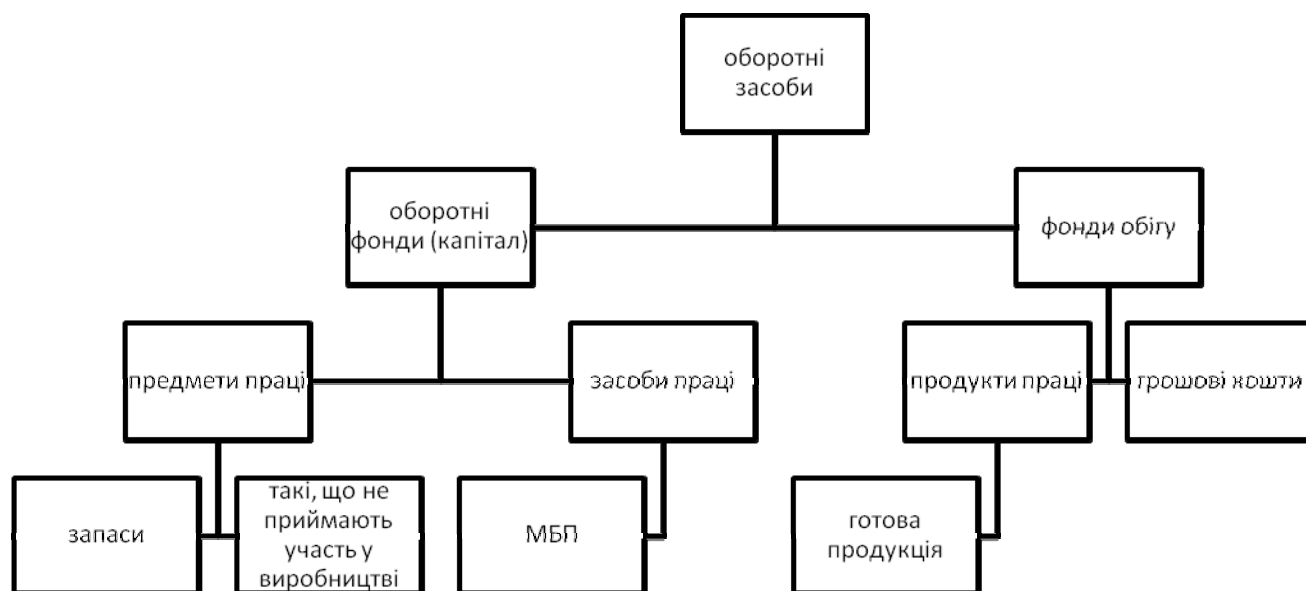 оборотні
засоби
оборотні
фонди (капітал)
фонди обігу
предмети праці
засоби праці
продукти праці
грошові кошти
запаси
такі, що не
приймають
участь у
виробництві
МБП
готова
продукція